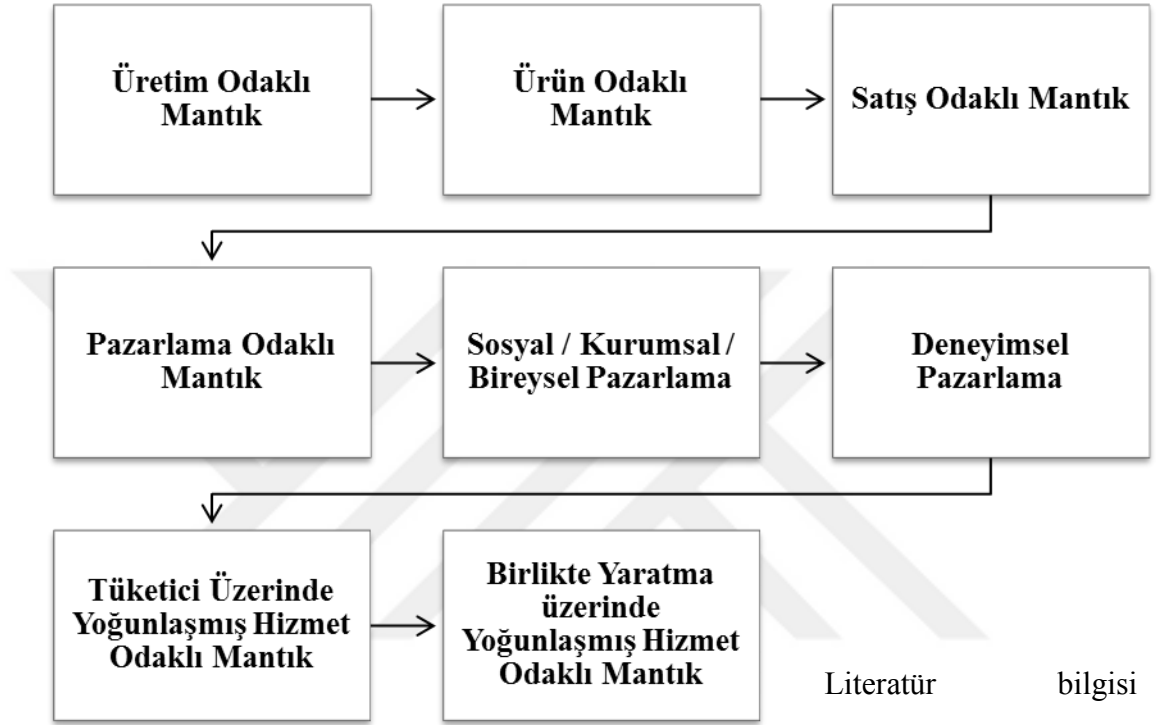 Üretim Odaklı
Mantık
Ürün Odaklı
Mantık
Satış Odaklı Mantık
Pazarlama Odaklı
Mantık
Sosyal / Kurumsal /
Bireysel Pazarlama
Deneyimsel
Pazarlama
Tüketici Üzerinde
Yoğunlaşmış Hizmet
Odaklı Mantık
Birlikte Yaratma
üzerinde
Yoğunlaşmış Hizmet
Odaklı Mantık
Literatür bilgisi